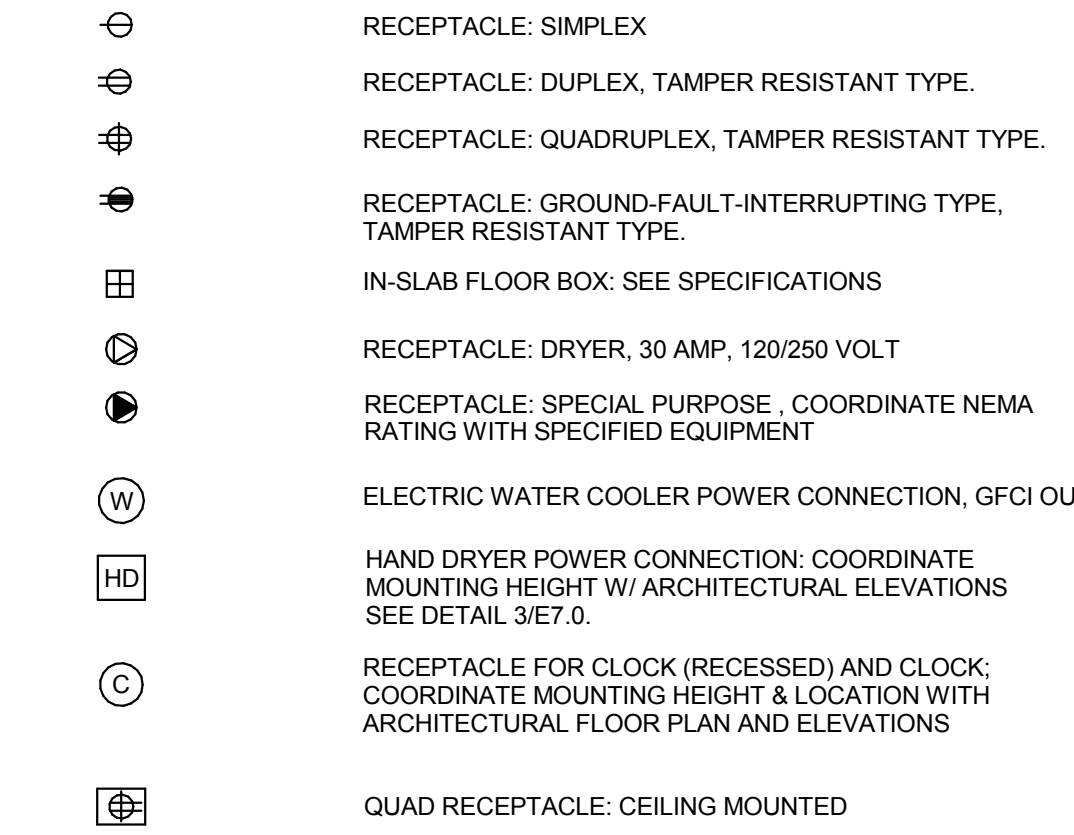 RECEPTACLE: SIMPLEX
RECEPTACLE: DUPLEX, TAMPER RESISTANT TYPE.
RECEPTACLE: QUADRUPLEX, TAMPER RESISTANT TYPE.
RECEPTACLE: GROUND-FAULT-INTERRUPTING TYPE,
TAMPER RESISTANT TYPE.
IN-SLAB FLOOR BOX: SEE SPECIFICATIONS
RECEPTACLE: DRYER, 30 AMP, 120/250 VOLT
RECEPTACLE: SPECIAL PURPOSE , COORDINATE NEMA
RATING WITH SPECIFIED EQUIPMENT
W ELECTRIC WATER COOLER POWER CONNECTION, GFCI
HD HAND DRYER POWER CONNECTION: COORDINATE
MOUNTING HEIGHT W/ ARCHITECTURAL ELEVATIONS
SEE DETAIL 3/E7.0.
C RECEPTACLE FOR CLOCK (RECESSED) AND CLOCK;
COORDINATE MOUNTING HEIGHT & LOCATION WITH
ARCHITECTURAL FLOOR PLAN AND ELEVATIONS
QUAD RECEPTACLE: CEILING MOUNTED